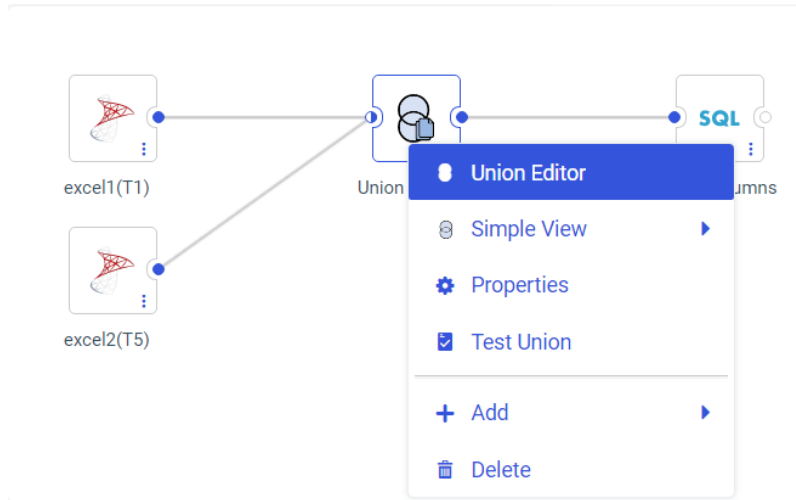 SQL
excel1(T1)
Union
umns
Union Editor
Simple View
Properties
excel2(T5)
Test Union
Add
Delete